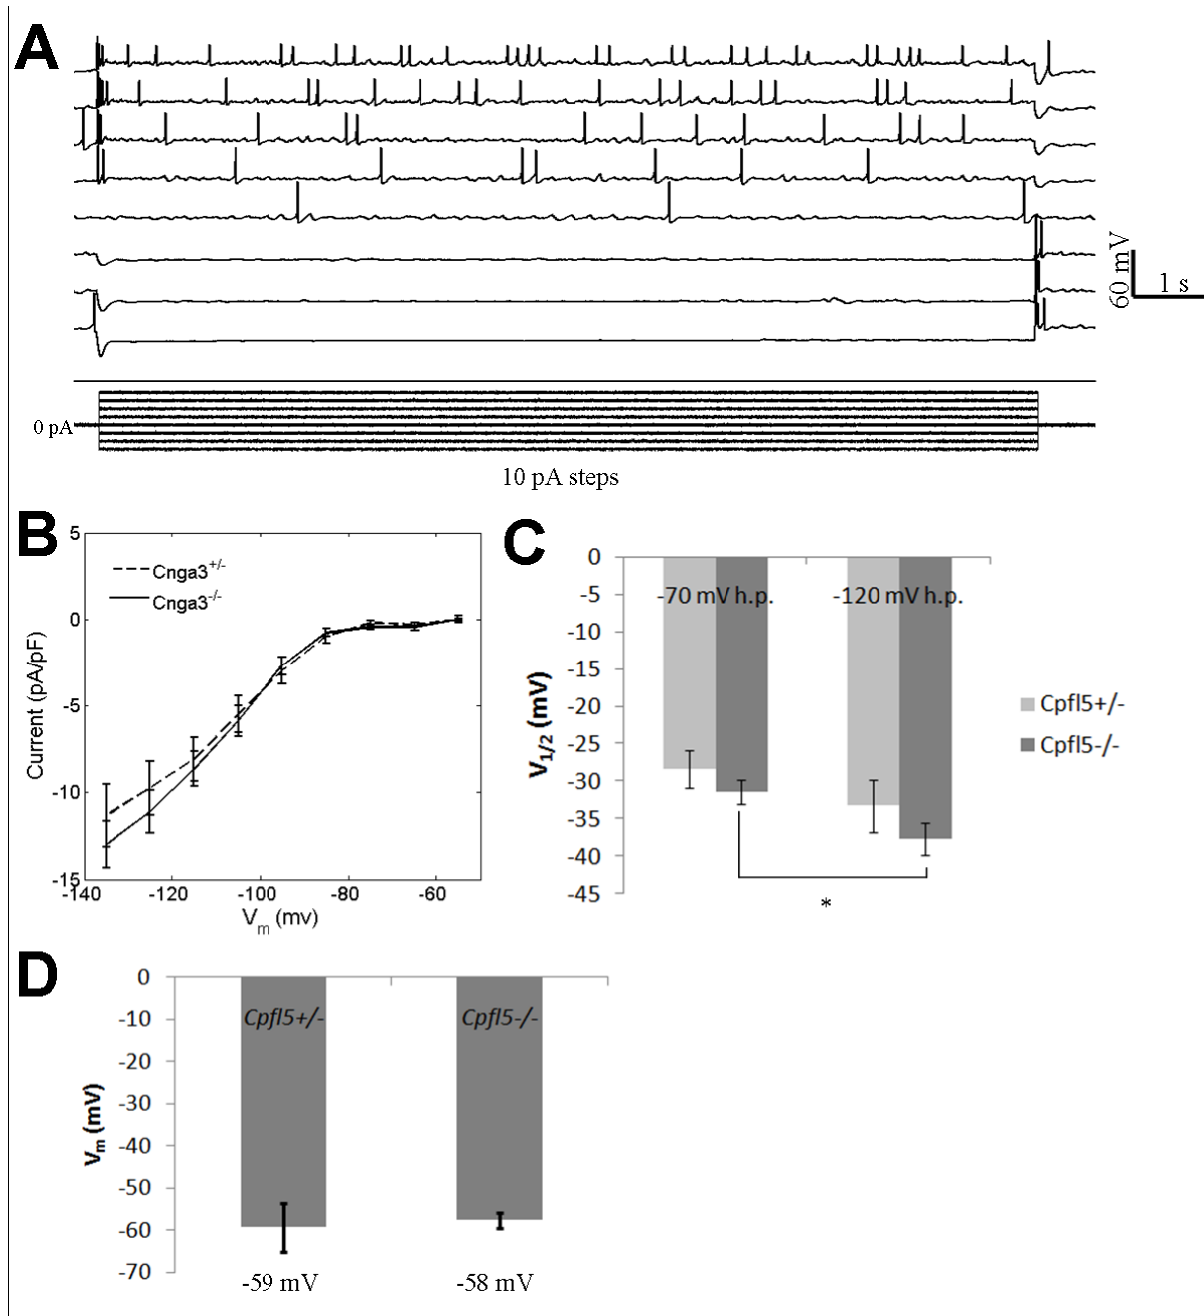 A
60 mV
1 s
0 pA
10 pA steps
B
5
0
-5
-10
-15
Current (pA/pF)
Cnga3+/-
Cnga3-/-
-140
-120
-100
-80
-60
Vm (mv)
C
0
-5
-10
-15
-20
-25
-30
-35
-40
-45
V1/2 (mV)
-70 mV h.p.
-120 mV h.p.
Cpfl5+/-
Cpfl5-/-
*
D
0
-10
-20
-30
-40
-50
-60
-70
Vm (mV)
Cpfl5+/-
Cpfl5-/-
-59 mV
-58 mV